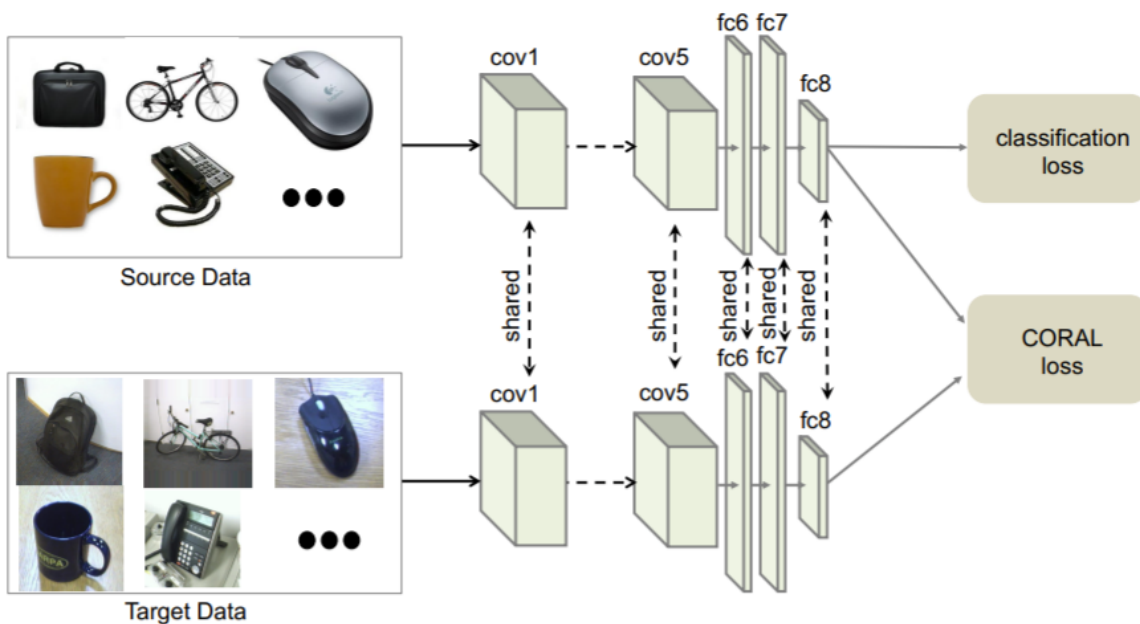 fc6 fc7
cov1
cov5
fc8
classification
loss
Source Data
shared
shared
shared
shared
shared
CORAL
loss
fc6 fc7
cov1
cov5
fc8
Target Data